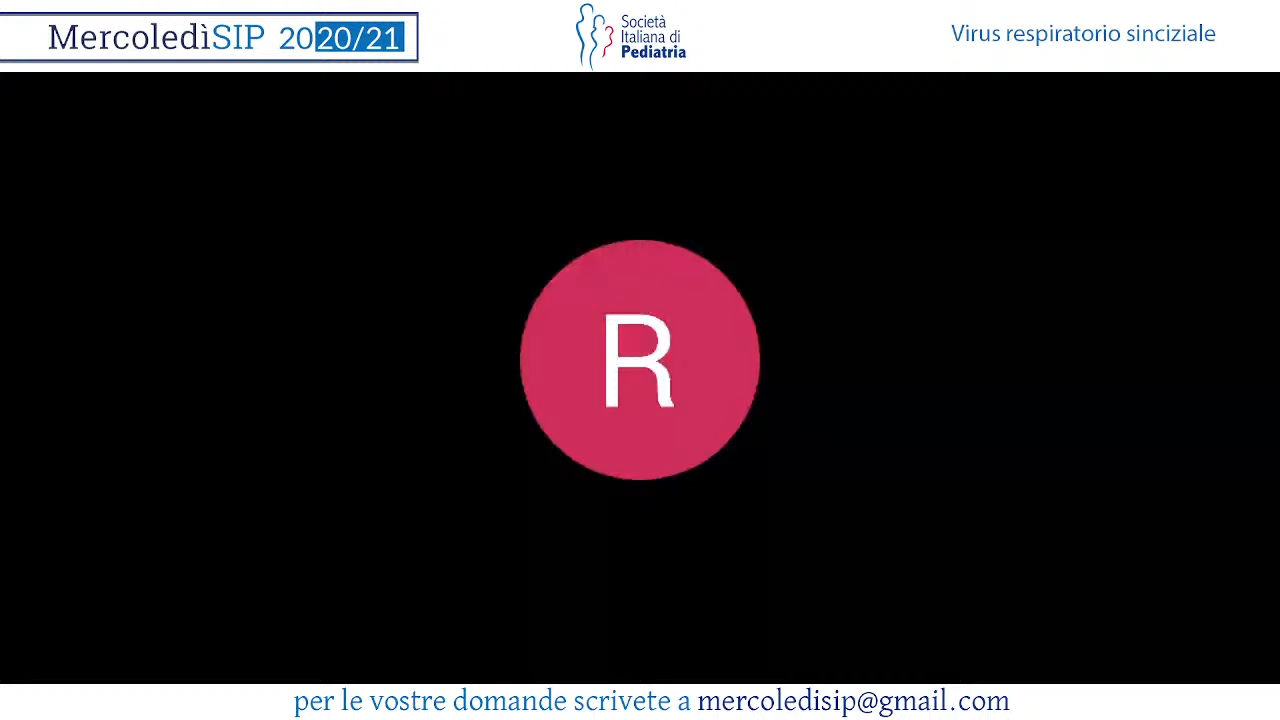 MercoledìSIP 2020/21
Società
Italiana di
Pediatria
Virus respiratorio sinciziale
R
per le vostre domande scrivete a mercoledisip@gmail.com